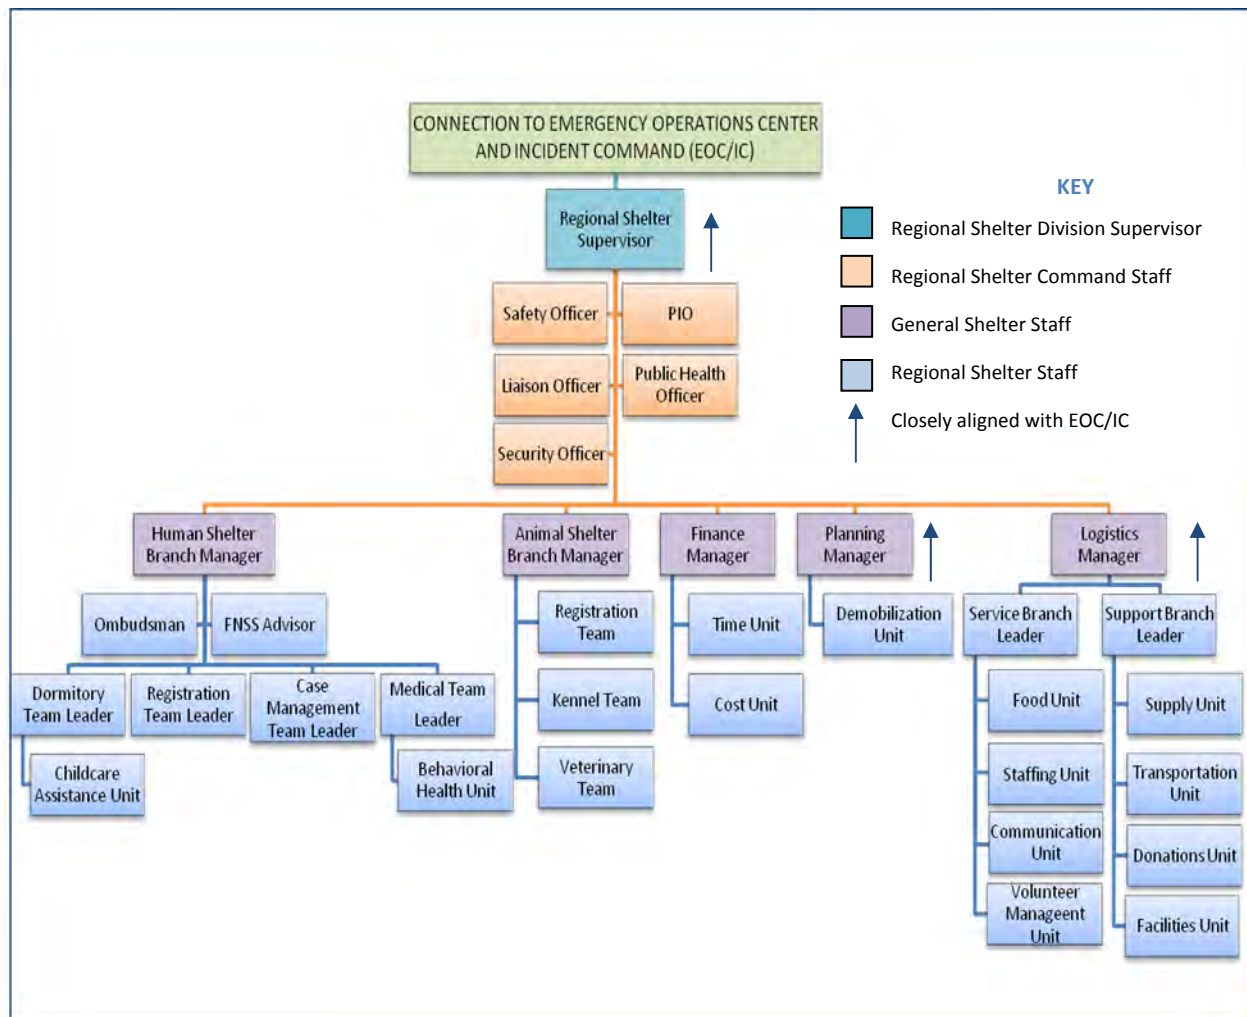 CONNECTION TO EMERGENCY OPERATIONS CENTER
AND INCIDENT COMMAND (EOC/IC)
Regional Shelter
Supervisor
KEY
Regional Shelter Division Supervisor
Regional Shelter Command Staff
General Shelter Staff
Regional Shelter Staff
Closely aligned with EOC/IC
Safety Officer
PIO
Liaison Officer
Public Health
Officer
Security Officer
Human Shelter
Branch Manager
Animal Shelter
Branch Manager
Finance
Manager
Planning
Manager
Logistics
Manager
Ombudsman
FNSS Advisor
Dormitory
Team Leader
Registration
Team Leader
Case
Management
Team Leader
Medical Team
Leader
Childcare
Assistance Unit
Behavioral
Health Unit
Registration
Team
Kennel Team
Veterinary
Team
Time Unit
Cost Unit
Demobilization
Unit
Service Branch
Leader
Support Branch
Leader
Food Unit
Staffing Unit
Communication
Unit
Volunteer
Manageent
Unit
Supply Unit
Transportation
Unit
Donations Unit
Facilities Unit